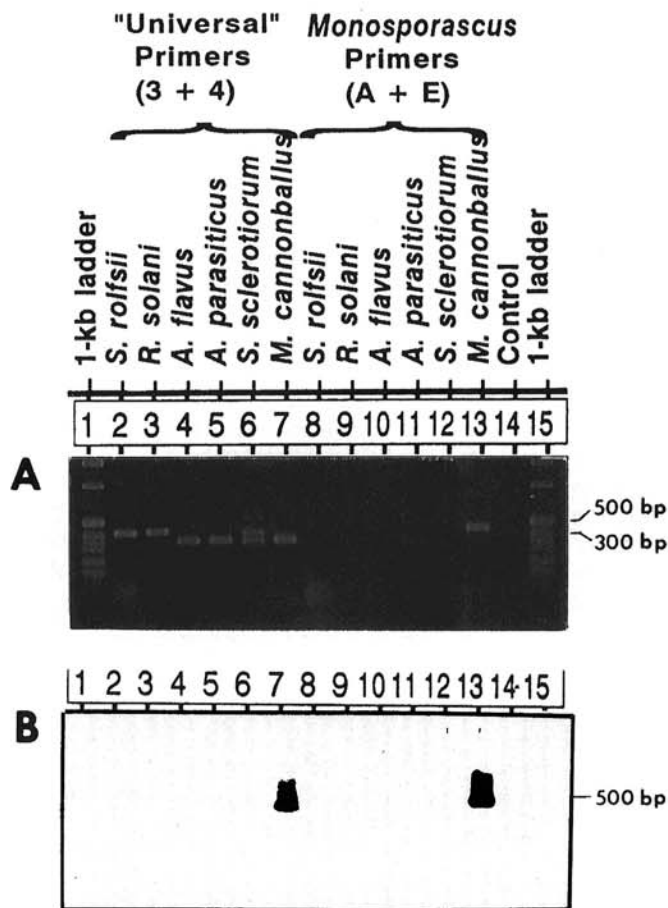 "Universal"
Primers
(3 + 4)
Monosporascus
Primers
(A + E)
1-kb ladder
S. rolfsii
R. solani
A. flavus
A. parasiticus
S. sclerotiorum
M. cannonballus
S. rolfsii
R. solani
A. flavus
A. parasiticus
S. sclerotiorum
M. cannonballus
Control
1-kb ladder
1 2 3 4 5 6 7 8 9 10 11 12 13 14 15
A
500 bp
300 bp
1 2 3 4 5 6 7 8 9 10 11 12 13 14 15
B
500 bp